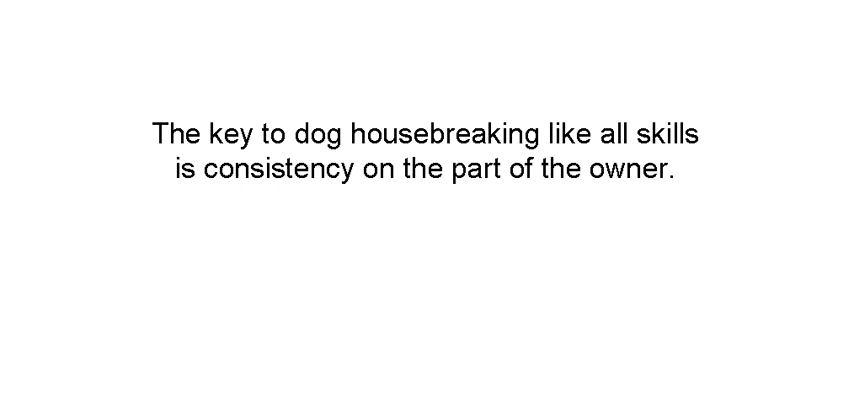 The key to dog housebreaking like all skills
is consistency on the part of the owner.